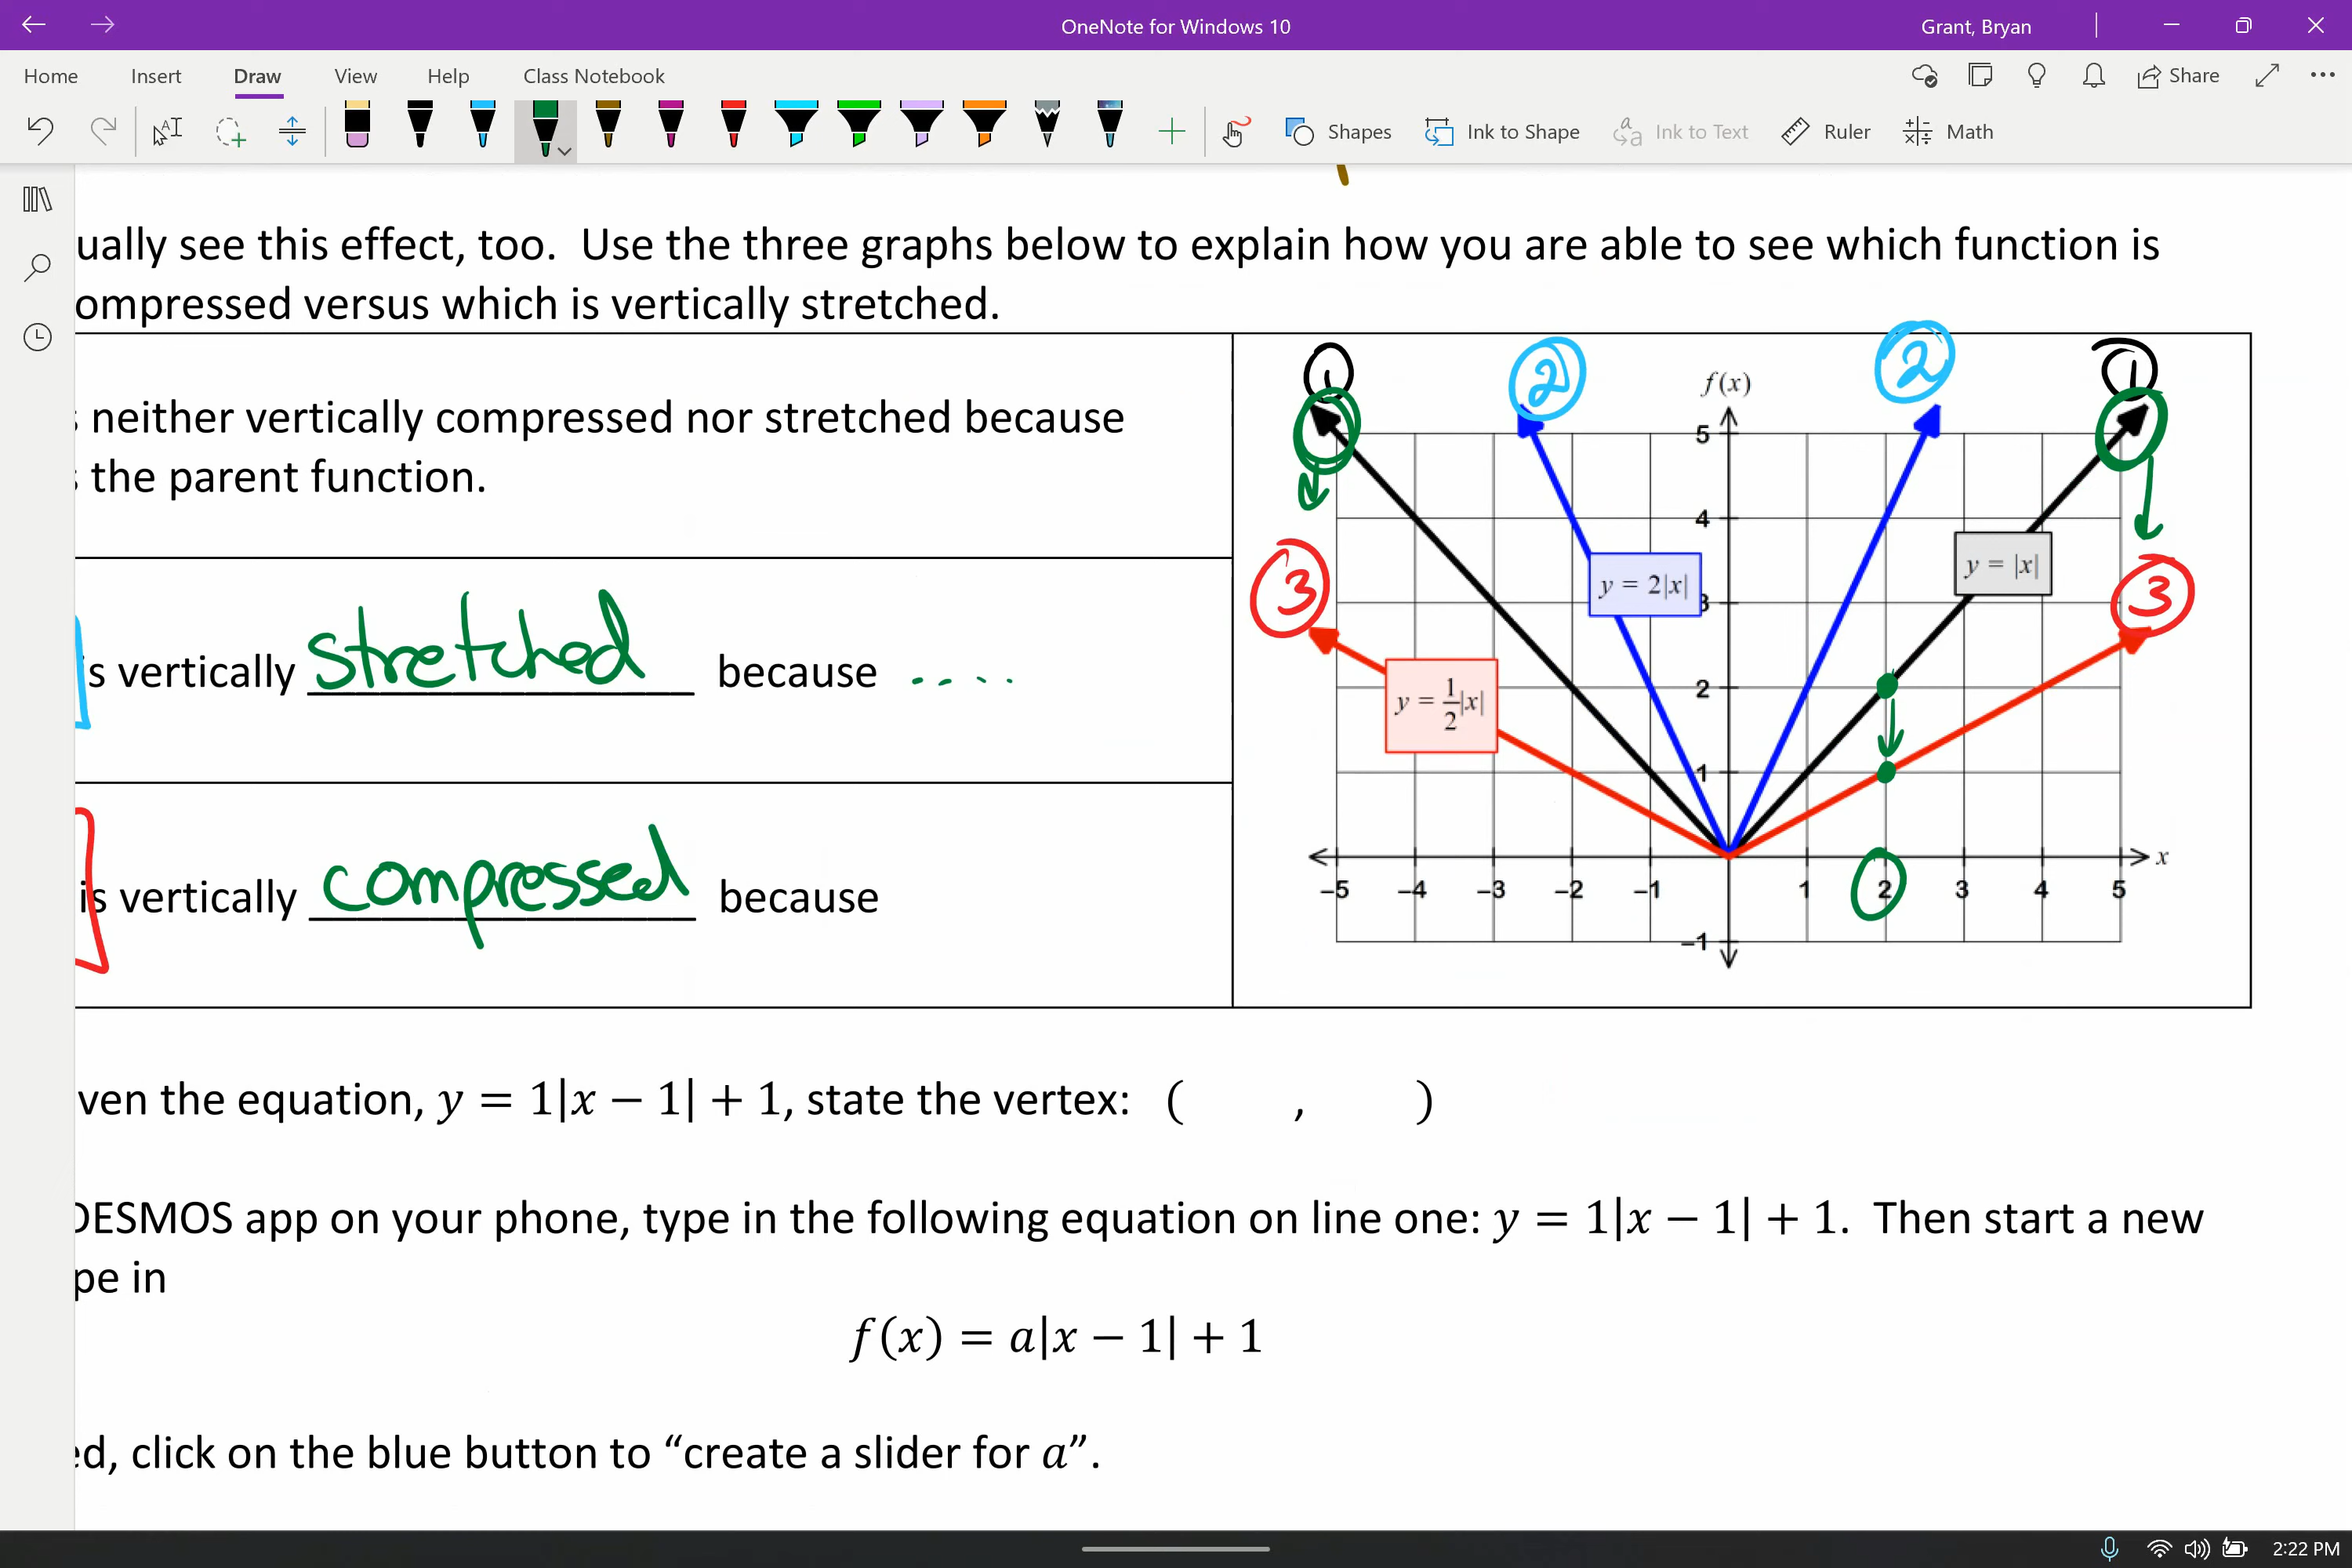 OneNote for Windows 10
Grant, Bryan
Home Insert Draw View Help Class Notebook
Share
Shapes Ink to Shape Ink to Text Ruler Math
ually see this effect, too. Use the three graphs below to explain how you are able to see which function is
ompressed versus which is vertically stretched.
neither vertically compressed nor stretched because
the parent function.
is vertically stretched because ....
is vertically compressed because
1 2 2 1
f(x)
5
4
y = |x|
y = 2|x| 3
3 3
2
y = 1/2|x|
1
x
-5 -4 -3 -2 -1 1 2 3 4 5
-1
ven the equation, y = 1|x − 1| + 1, state the vertex: ( , )
DESMOS app on your phone, type in the following equation on line one: y = 1|x − 1| + 1. Then start a new
pe in
f(x) = a|x − 1| + 1
ed, click on the blue button to “create a slider for a”.
2:22 PM